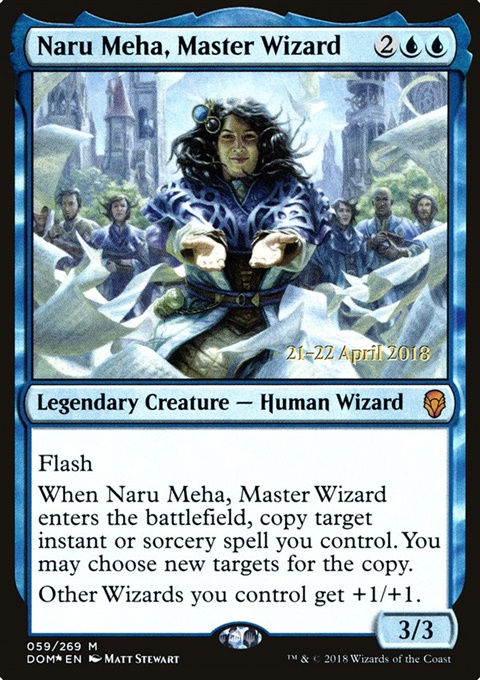 Naru Meha, Master Wizard 2
21–22 April 2018
Legendary Creature — Human Wizard
Flash
When Naru Meha, Master Wizard
enters the battlefield, copy target
instant or sorcery spell you control. You
may choose new targets for the copy.
Other Wizards you control get +1/+1.
3/3
059/269 M
DOM★EN MATT STEWART
™ & © 2018 Wizards of the Coast